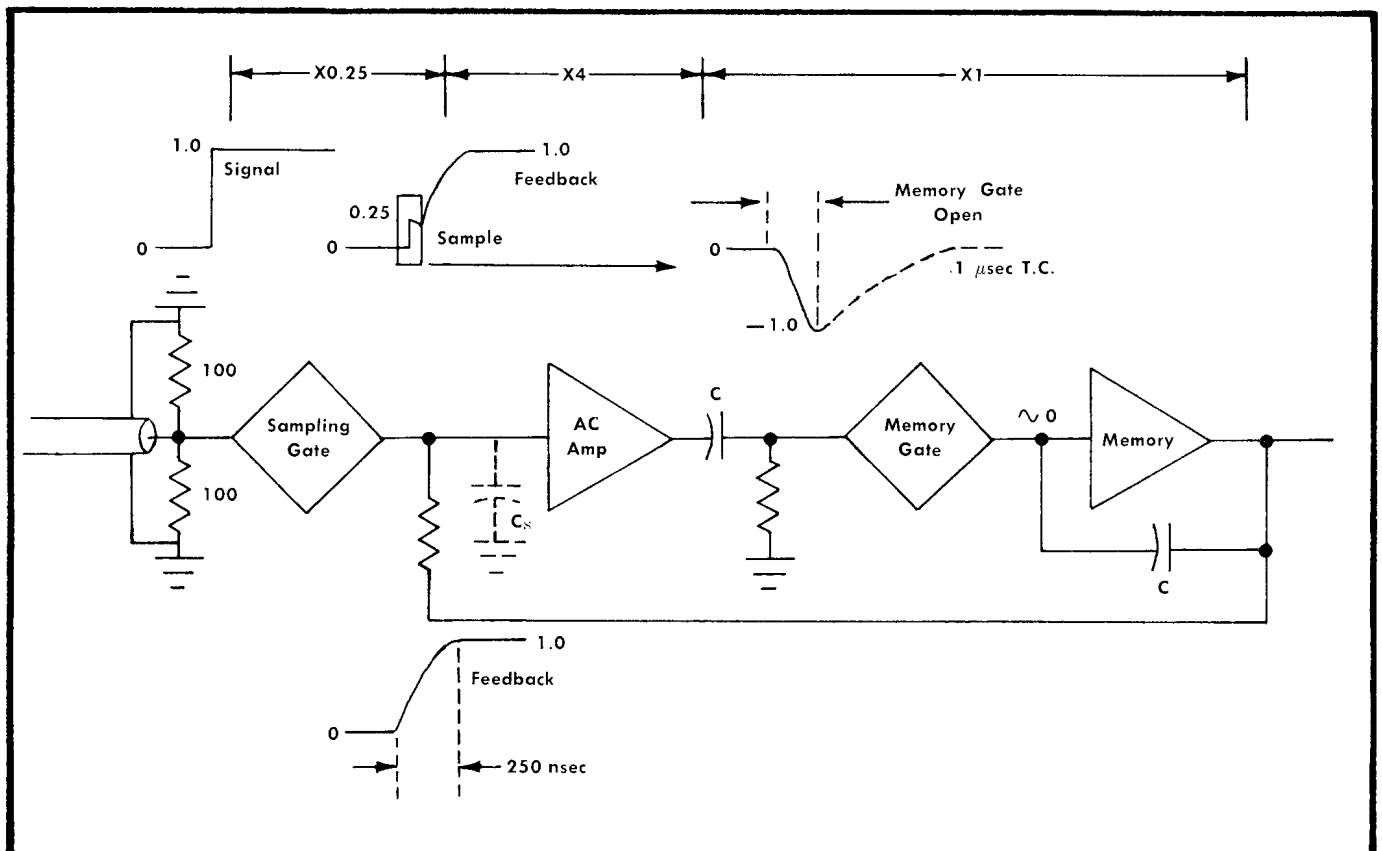 X0.25
X4
X1
1.0
Signal
0
1.0
Feedback
0.25
Sample
0
Memory Gate
Open
0
.1 μsec T.C.
—1.0
100
100
Sampling
Gate
Cs
AC
Amp
C
Memory
Gate
∿ 0
Memory
C
1.0
Feedback
0
250 nsec